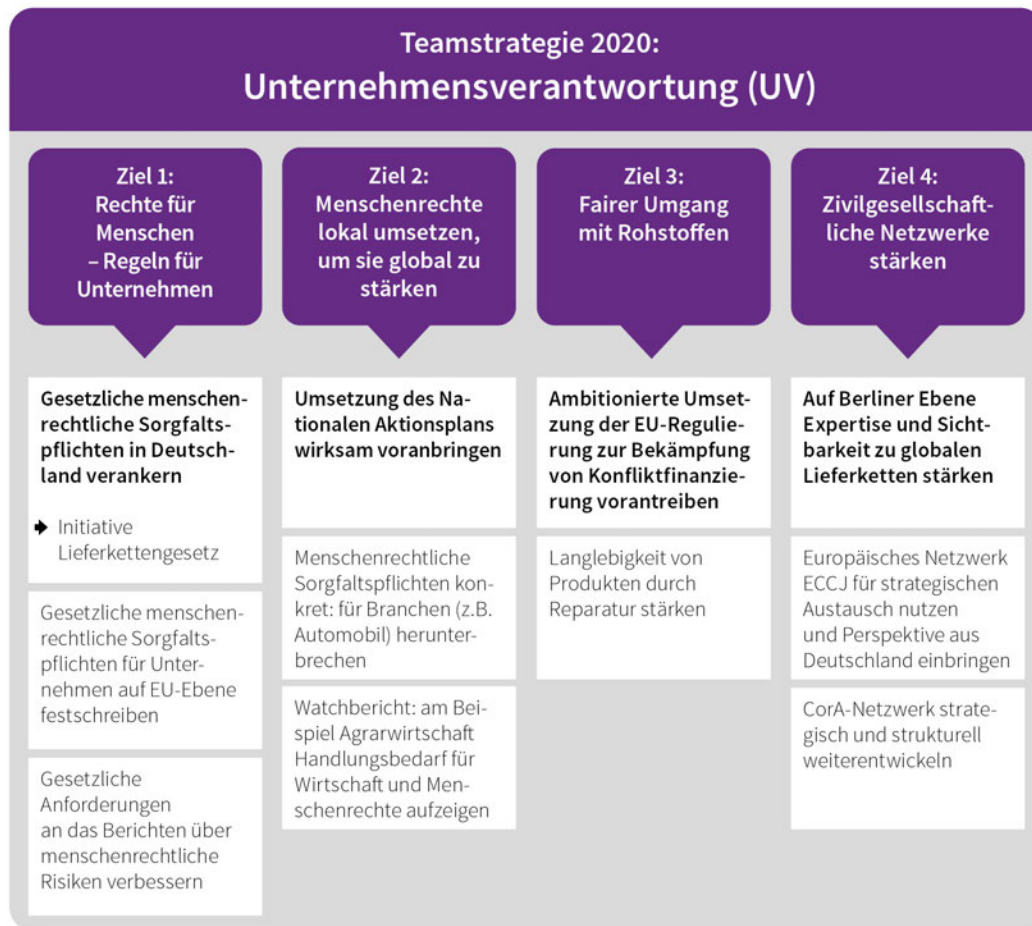 Teamstrategie 2020:
Unternehmensverantwortung (UV)
Ziel 1:
Rechte für
Menschen
– Regeln für
Unternehmen
Gesetzliche menschen-
rechtliche Sorgfalts-
pflichten in Deutsch-
land verankern
➜ Initiative
Lieferkettengesetz
Gesetzliche menschen-
rechtliche Sorgfalts-
pflichten für Unter-
nehmen auf EU-Ebene
festschreiben
Gesetzliche
Anforderungen
an das Berichten über
menschenrechtliche
Risiken verbessern
Ziel 2:
Menschenrechte
lokal umsetzen,
um sie global zu
stärken
Umsetzung des Na-
tionalen Aktionsplans
wirksam voranbringen
Menschenrechtliche
Sorgfaltspflichten kon-
kret: für Branchen (z.B.
Automobil) herunter-
brechen
Watchbericht: am Bei-
spiel Agrarwirtschaft
Handlungsbedarf für
Wirtschaft und Men-
schenrechte aufzeigen
Ziel 3:
Fairer Umgang
mit Rohstoffen
Ambitionierte Umset-
zung der EU-Regulie-
rung zur Bekämpfung
von Konfliktfinanzie-
rung vorantreiben
Langlebigkeit von
Produkten durch
Reparatur stärken
Ziel 4:
Zivilgesellschaft-
liche Netzwerke
stärken
Auf Berliner Ebene
Expertise und Sicht-
barkeit zu globalen
Lieferketten stärken
Europäisches Netzwerk
ECCJ für strategischen
Austausch nutzen
und Perspektive aus
Deutschland einbringen
CorA-Netzwerk strate-
gisch und strukturell
weiterentwickeln